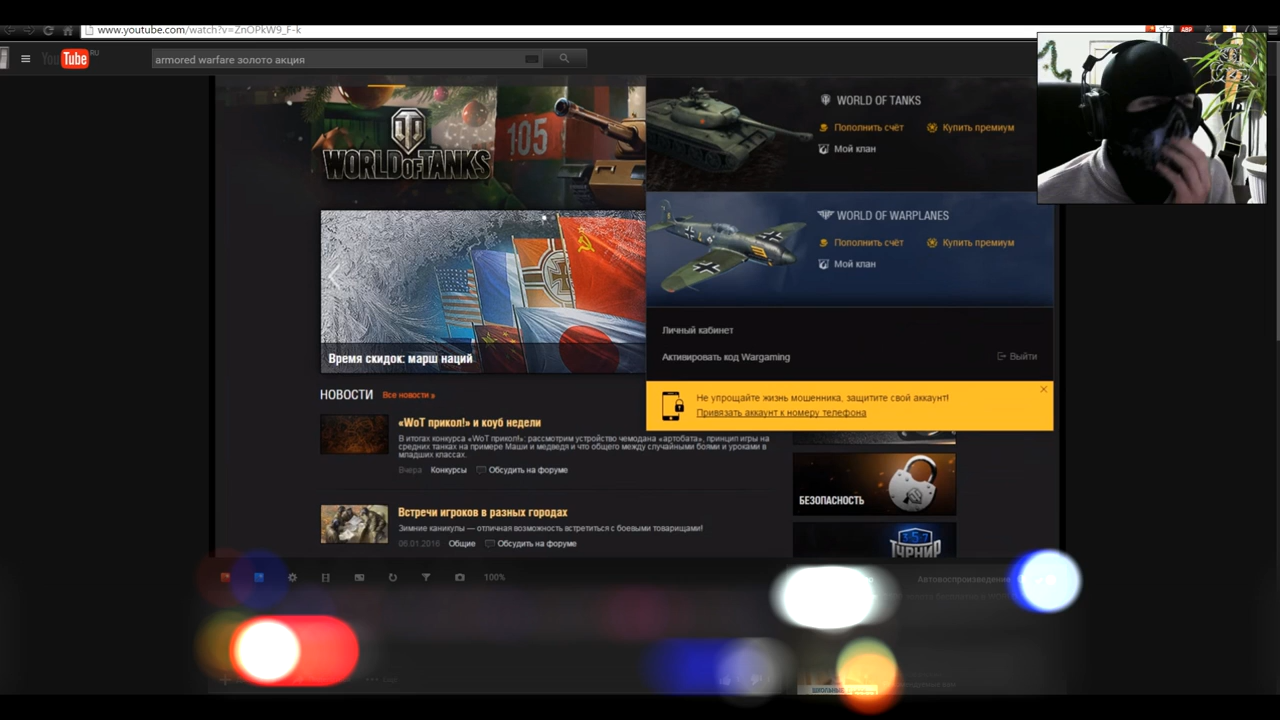 www.youtube.com/watch?v=ZnOPkW9_F-k
ABP
YouTube RU
armored warfare золото акция
WORLD OF TANKS
105
WORLD OF TANKS
Пополнить счёт Купить премиум
Мой клан
WORLD OF WARPLANES
Пополнить счёт Купить премиум
Мой клан
Время скидок: марш наций
Личный кабинет
Активировать код Wargaming Выйти
Не упрощайте жизнь мошенника, защитите свой аккаунт!
Привязать аккаунт к номеру телефона
НОВОСТИ Все новости »
«WoT прикол!» и коуб недели
В итогах конкурса «WoT прикол!»: рассмотрим устройство чемодана «артобата», принцип игры на
средних танках на примере Маши и медведя и что общего между случайными боями и уроками в
младших классах.
Вчера Конкурсы Обсудить на форуме
БЕЗОПАСНОСТЬ
Встречи игроков в разных городах
Зимние каникулы — отличная возможность встретиться с боевыми товарищами!
06.01.2016 Общие Обсудить на форуме
ТУРНИР
100%
Автовоспроизведение